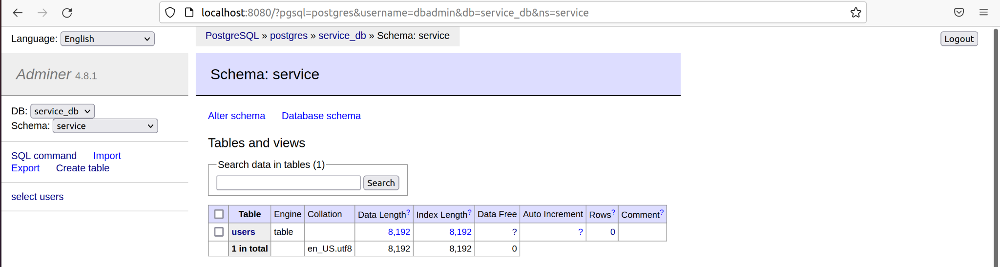 localhost:8080/?pgsql=postgres&username=dbadmin&db=service_db&ns=service
Language: English
PostgreSQL » postgres » service_db » Schema: service
Logout
Adminer 4.8.1
Schema: service
DB: service_db
Schema: service
Alter schema Database schema
SQL command Import
Export Create table
select users
Tables and views
Search data in tables (1)
Search
Table Engine Collation Data Length? Index Length? Data Free Auto Increment Rows? Comment?
users table 8,192 8,192 ? ? 0
1 in total en_US.utf8 8,192 8,192 0